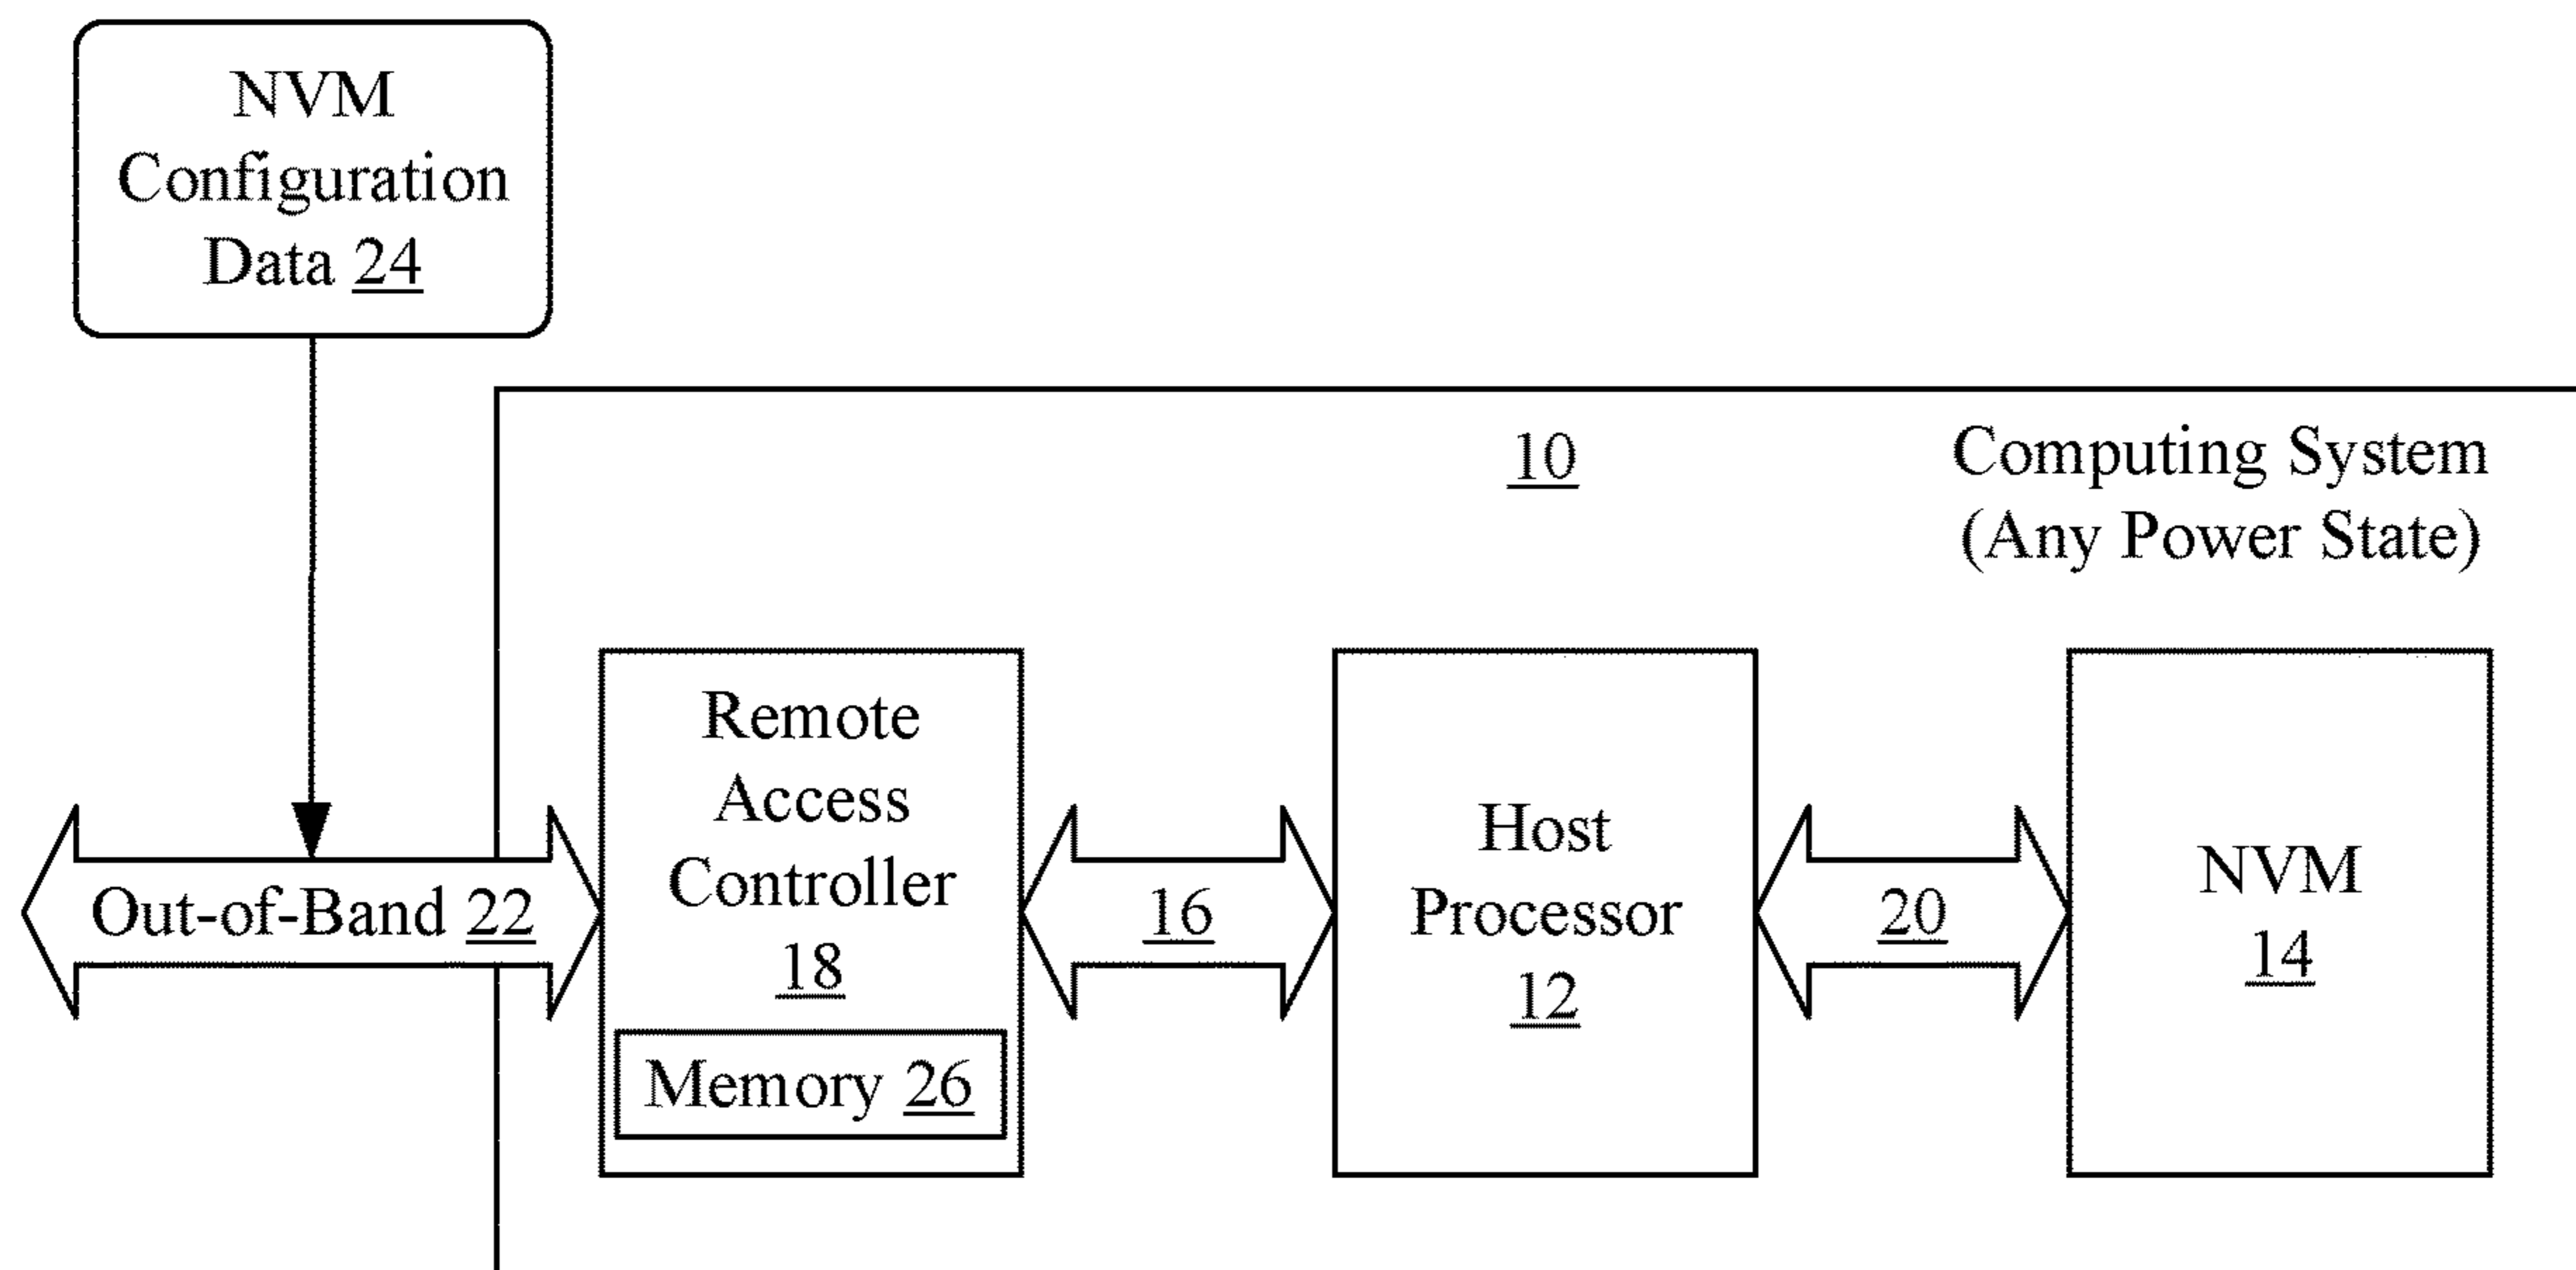 NVM
Configuration
Data 24
10
Computing System
(Any Power State)
Remote
Access
Controller
18
Memory 26
Out-of-Band 22
16
Host
Processor
12
20
NVM
14